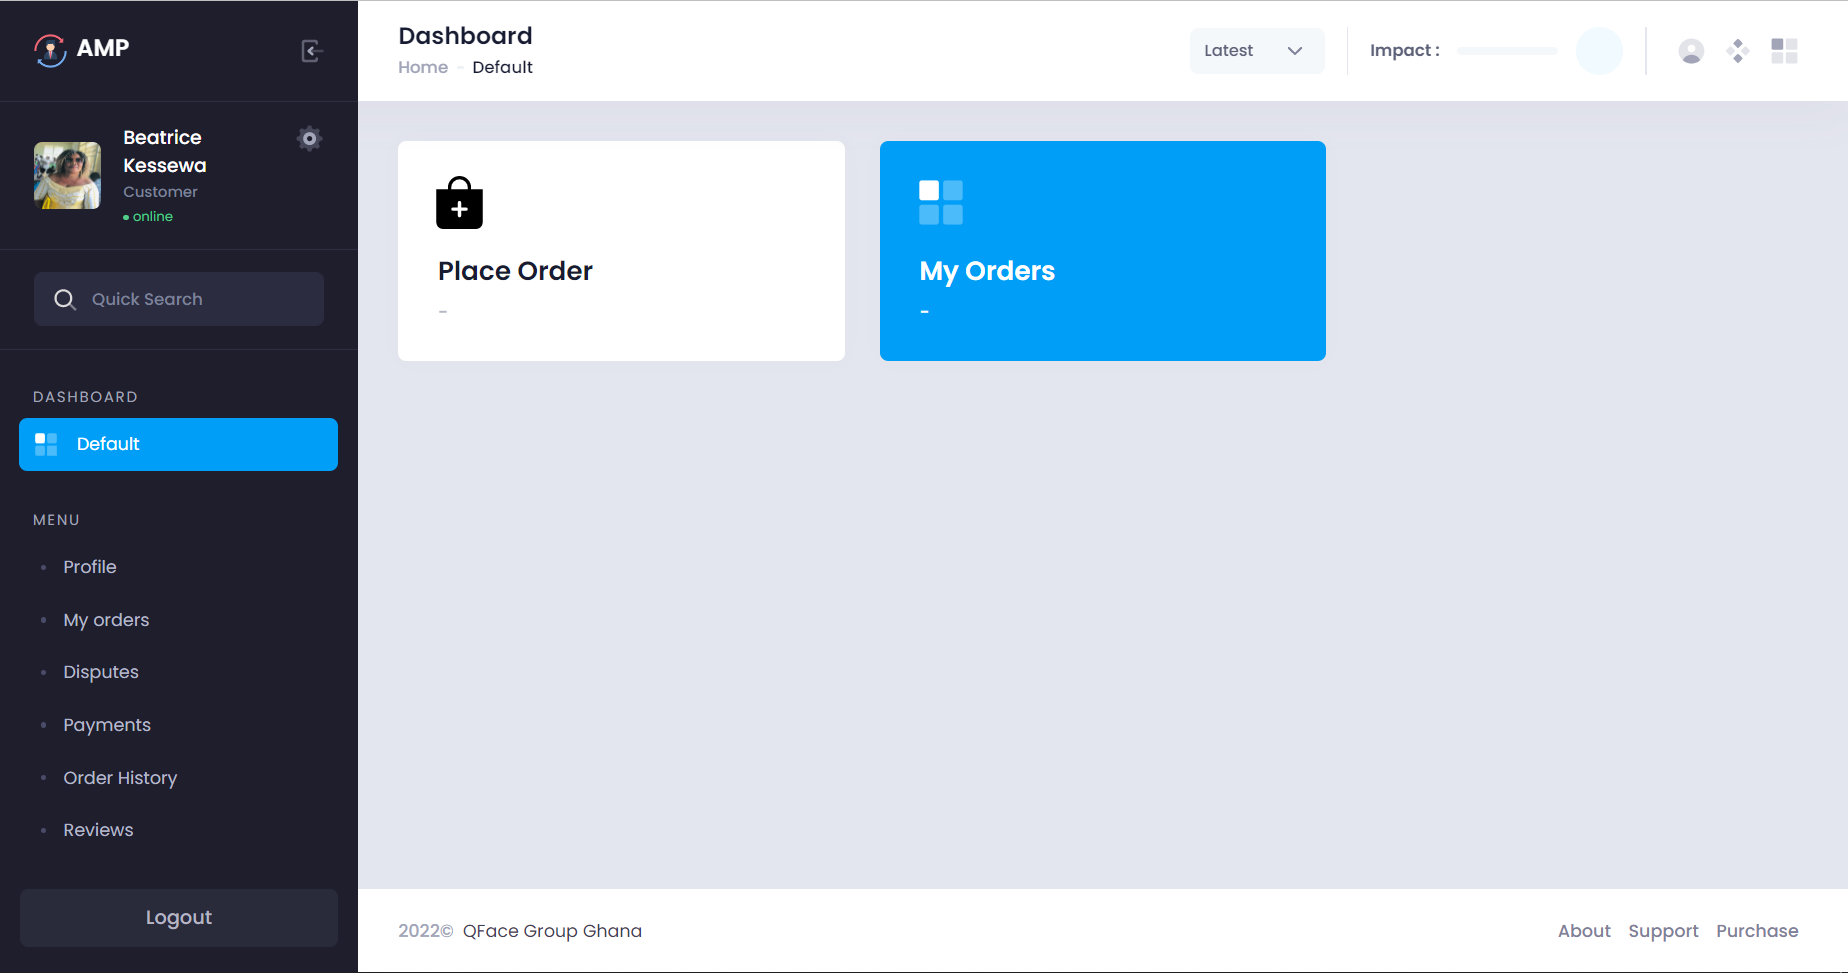 AMP
Beatrice
Kessewa
Customer
online
Quick Search
DASHBOARD
Default
MENU
Profile
My orders
Disputes
Payments
Order History
Reviews
Logout
Dashboard
Home - Default
Latest
Impact :
Place Order
-
My Orders
-
2022© QFace Group Ghana
About Support Purchase